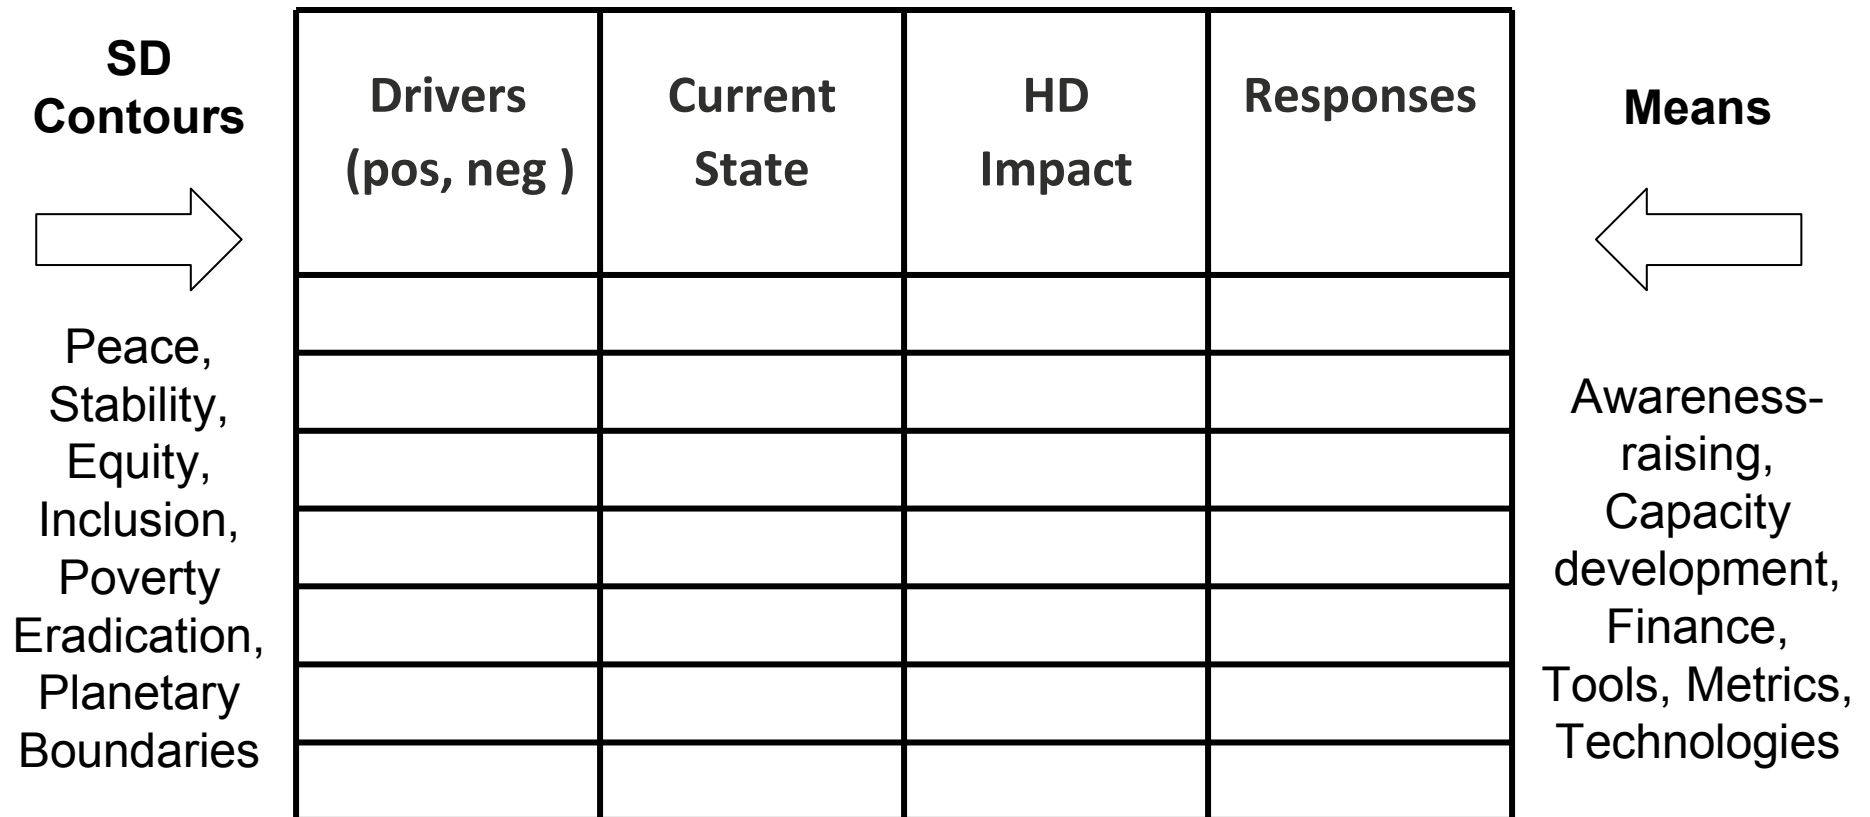 SD
Contours
Peace,
Stability,
Equity,
Inclusion,
Poverty
Eradication,
Planetary
Boundaries
Drivers
(pos, neg )
Current
State
HD
Impact
Responses
Means
Awareness-
raising,
Capacity
development,
Finance,
Tools, Metrics,
Technologies